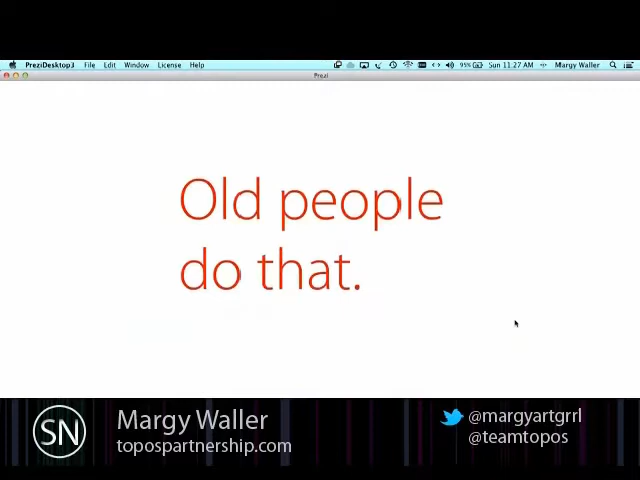 PreziDesktop3 File Edit Window License Help 95% Sun 11:27 AM Margy Waller
Prezi
Old people
do that.
SN Margy Waller @margyartgrrl
topospartnership.com @teamtopos